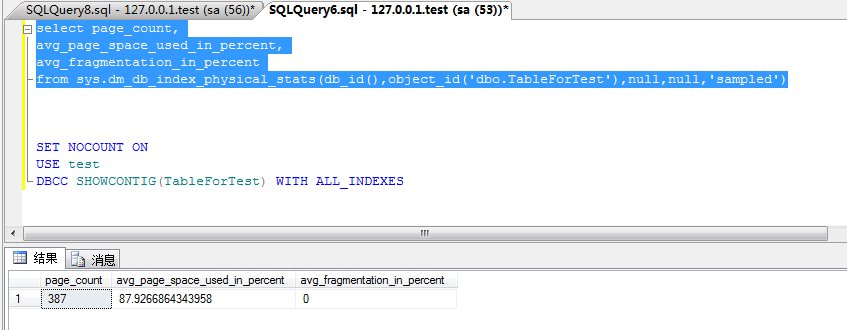 SQLQuery8.sql - 127.0.0.1.test (sa (56))* SQLQuery6.sql - 127.0.0.1.test (sa (53))*
select page_count,
avg_page_space_used_in_percent,
avg_fragmentation_in_percent
from sys.dm_db_index_physical_stats(db_id(),object_id('dbo.TableForTest'),null,null,'sampled')
SET NOCOUNT ON
USE test
DBCC SHOWCONTIG(TableForTest) WITH ALL_INDEXES
结果 消息
page_count avg_page_space_used_in_percent avg_fragmentation_in_percent
1 387 87.9266864343958 0